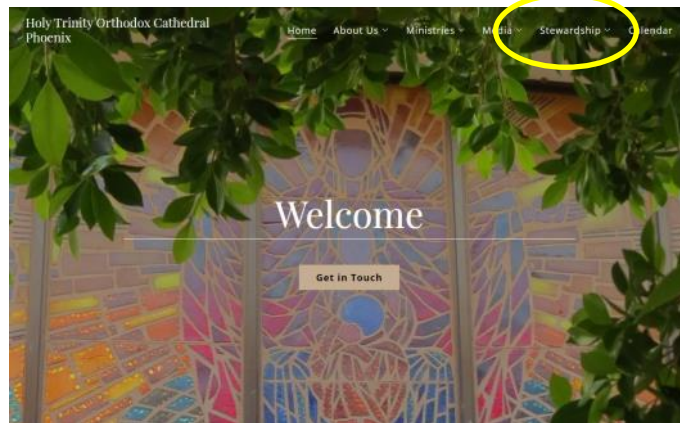 Holy Trinity Orthodox Cathedral
Phoenix
Home About Us Ministries Media Stewardship Calendar
Welcome
Get in Touch